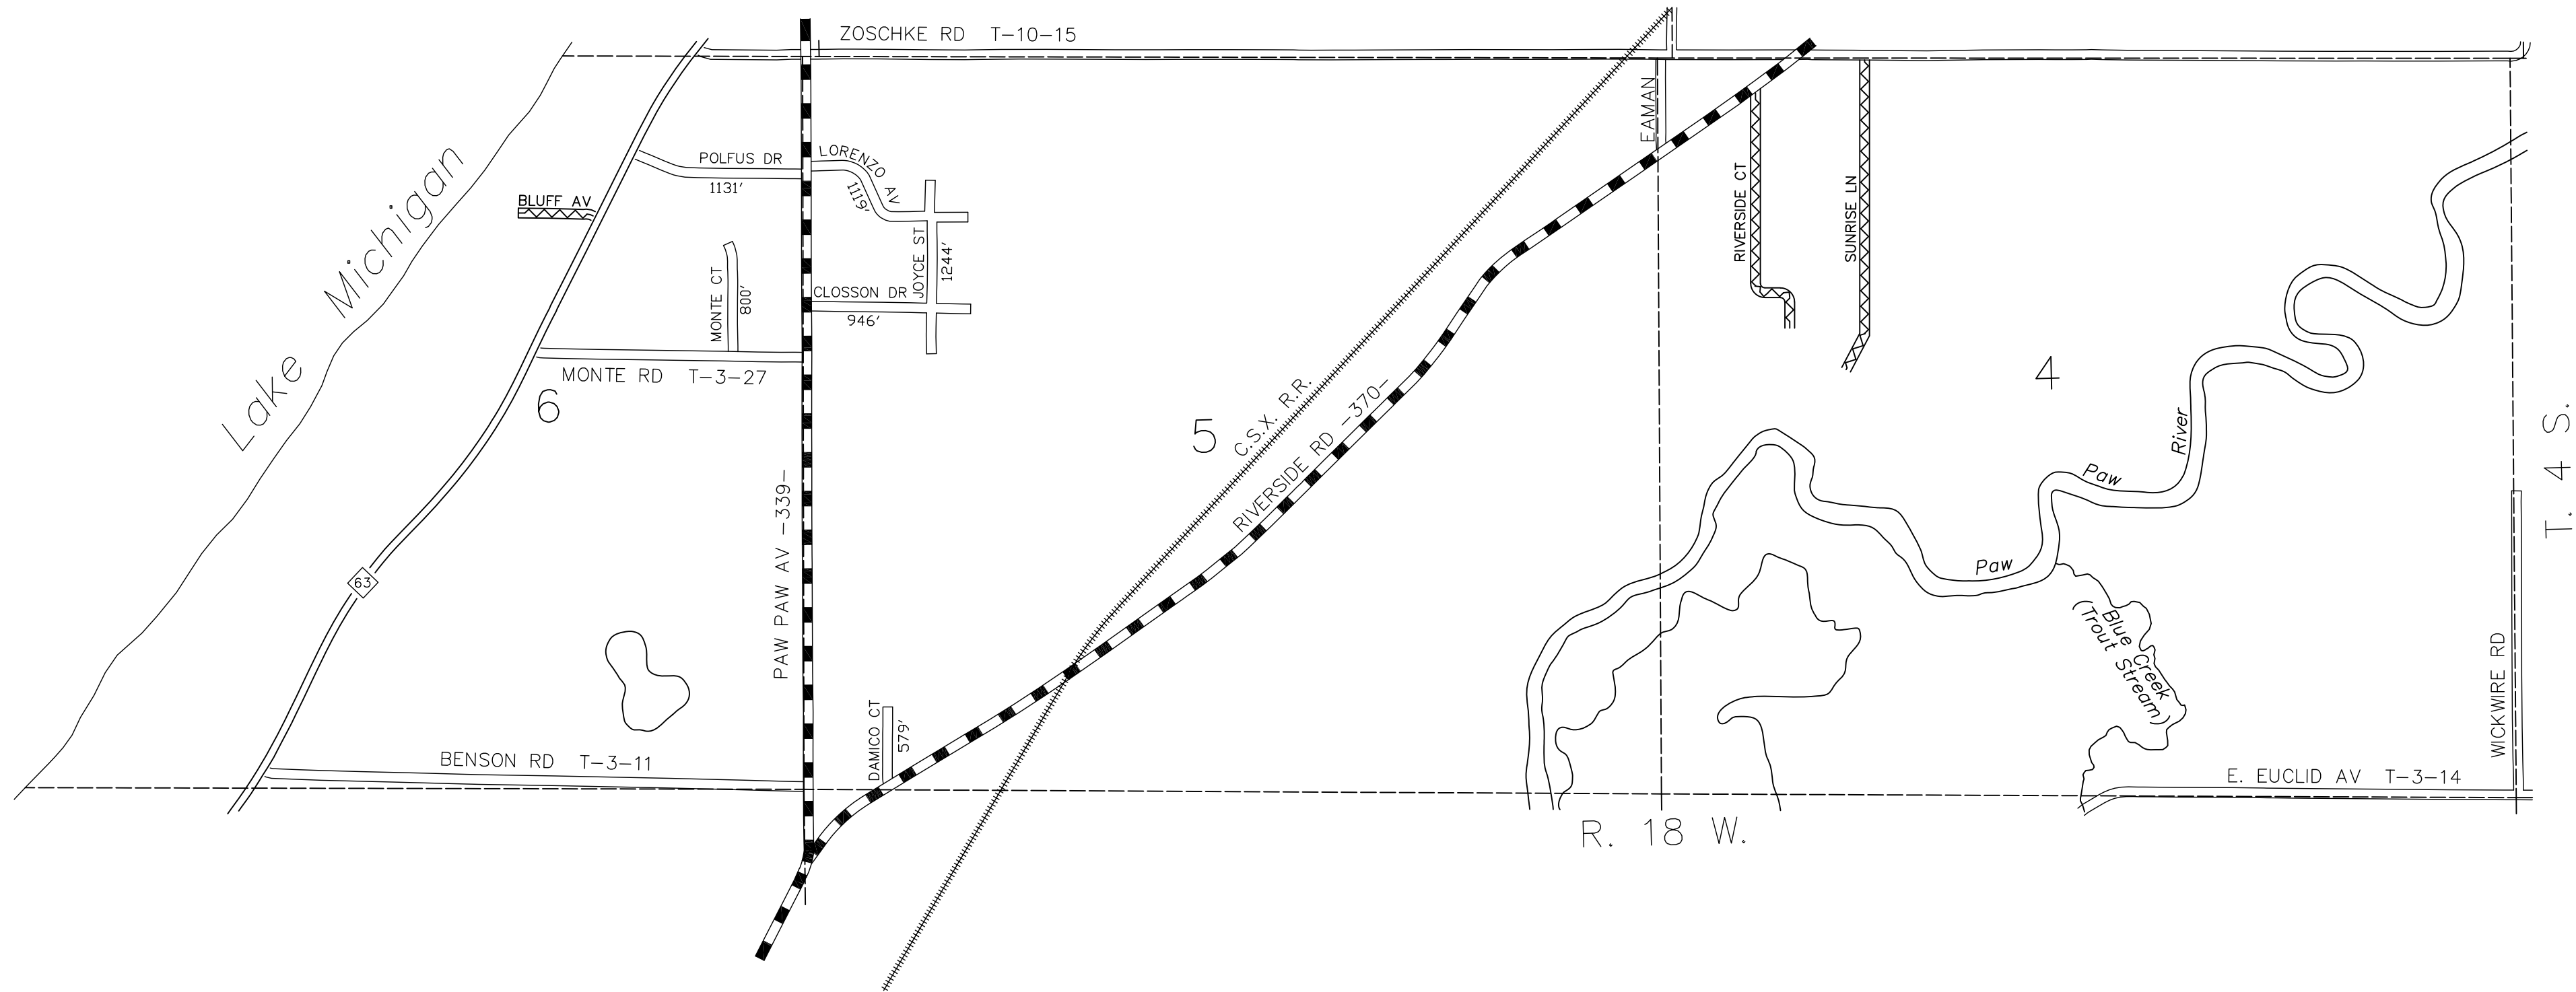 ZOSCHKE RD T-10-15
EAMAN
LORENZO AV
1119'
POLFUS DR
1131'
BLUFF AV
Lake Michigan
RIVERSIDE CT
SUNRISE LN
JOYCE ST
1244'
MONTE CT
800'
CLOSSON DR
946'
MONTE RD T-3-27
6
5
4
C.S.X. R.R.
RIVERSIDE RD -370-
PAW PAW AV -339-
63
Paw Paw River
T. 4 S.
Blue Creek
(Trout Stream)
WICKWIRE RD
DAMICO CT
579'
BENSON RD T-3-11
E. EUCLID AV T-3-14
R. 18 W.